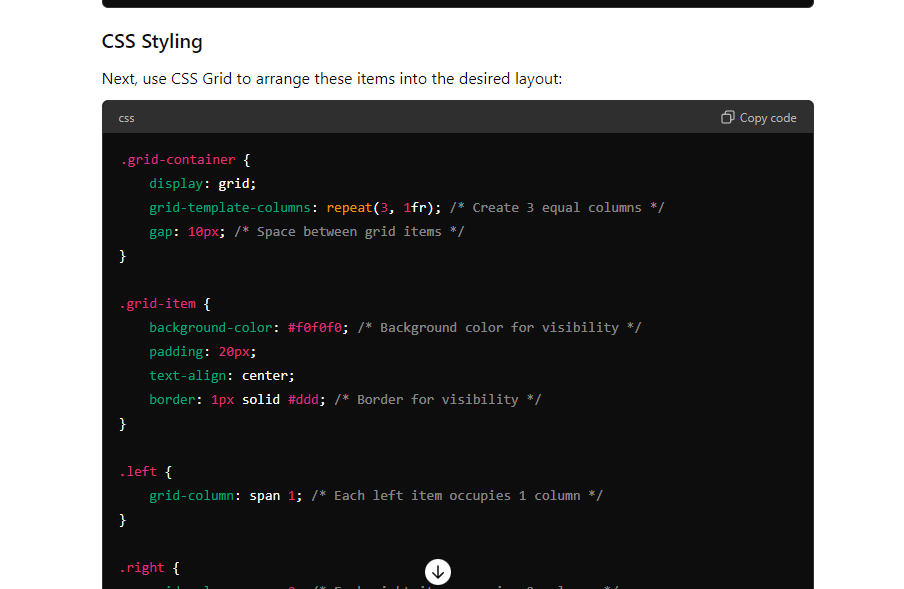 CSS Styling
Next, use CSS Grid to arrange these items into the desired layout:
css
Copy code
.grid-container {
    display: grid;
    grid-template-columns: repeat(3, 1fr); /* Create 3 equal columns */
    gap: 10px; /* Space between grid items */
}
.grid-item {
    background-color: #f0f0f0; /* Background color for visibility */
    padding: 20px;
    text-align: center;
    border: 1px solid #ddd; /* Border for visibility */
}
.left {
    grid-column: span 1; /* Each left item occupies 1 column */
}
.right {